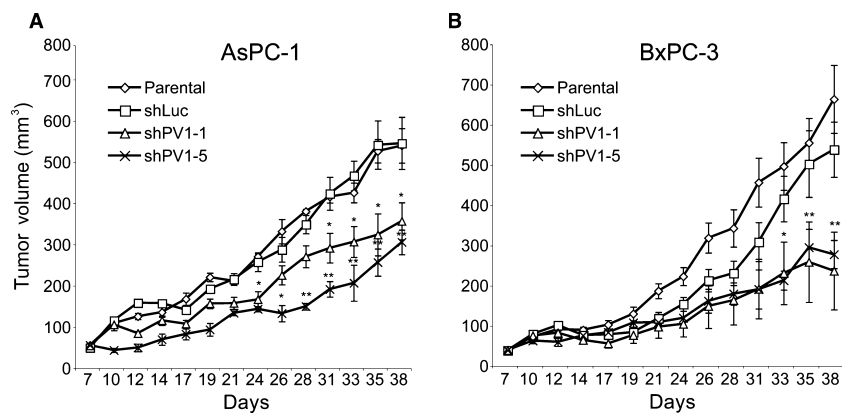 A
B
AsPC-1
BxPC-3
Tumor volume (mm³)
800
700
600
500
400
300
200
100
0
Parental
shLuc
shPV1-1
shPV1-5
* * * * * * **
* ** ** ** ** **
7 10 12 14 17 19 21 24 26 28 31 33 35 38
Days
800
700
600
500
400
300
200
100
0
Parental
shLuc
shPV1-1
shPV1-5
* ** **
7 10 12 14 17 19 21 24 26 28 31 33 35 38
Days